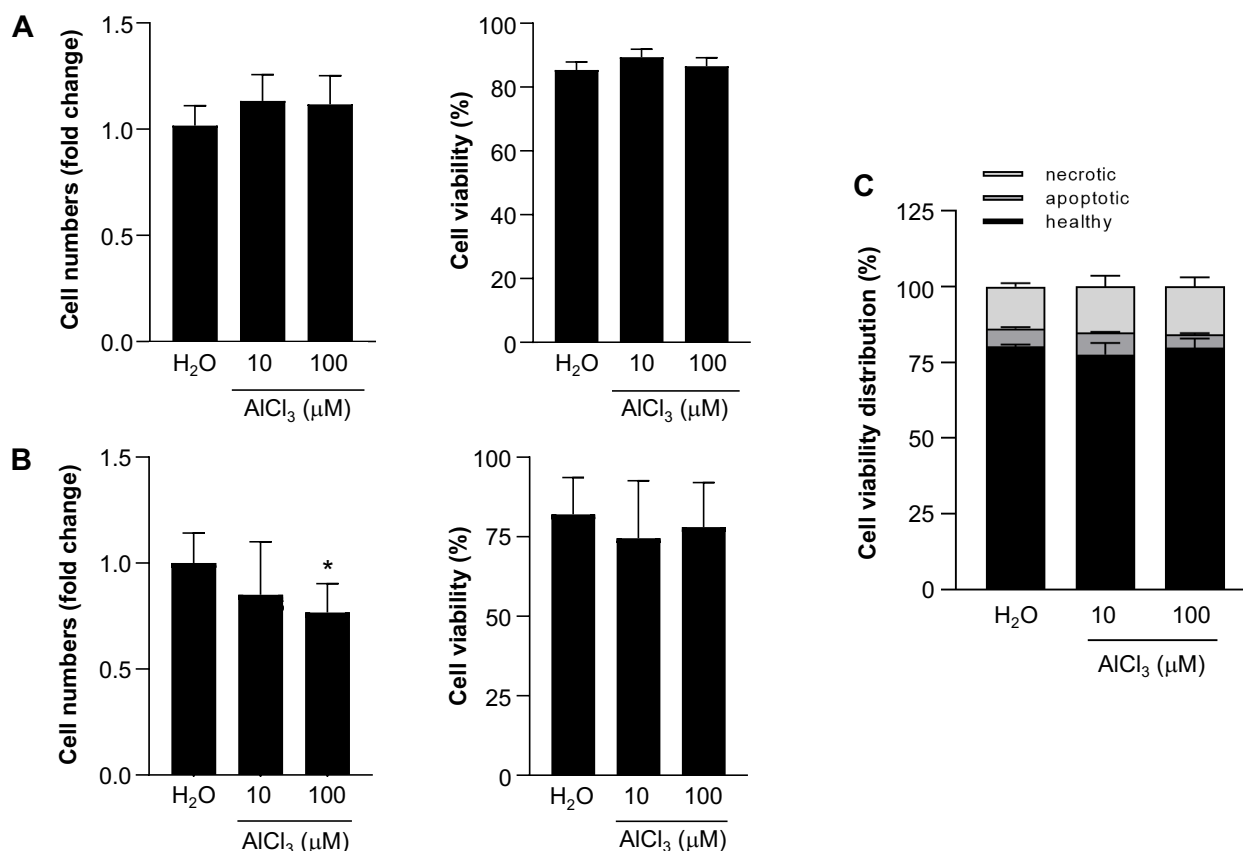 A
Cell numbers (fold change)
1.5
1.0
0.5
0.0
H₂O
10
100
AlCl₃ (μM)
Cell viability (%)
100
80
60
40
20
0
H₂O
10
100
AlCl₃ (μM)
B
Cell numbers (fold change)
1.5
1.0
0.5
0.0
*
H₂O
10
100
AlCl₃ (μM)
Cell viability (%)
100
75
50
25
0
H₂O
10
100
AlCl₃ (μM)
C
necrotic
apoptotic
healthy
Cell viability distribution (%)
125
100
75
50
25
0
H₂O
10
100
AlCl₃ (μM)